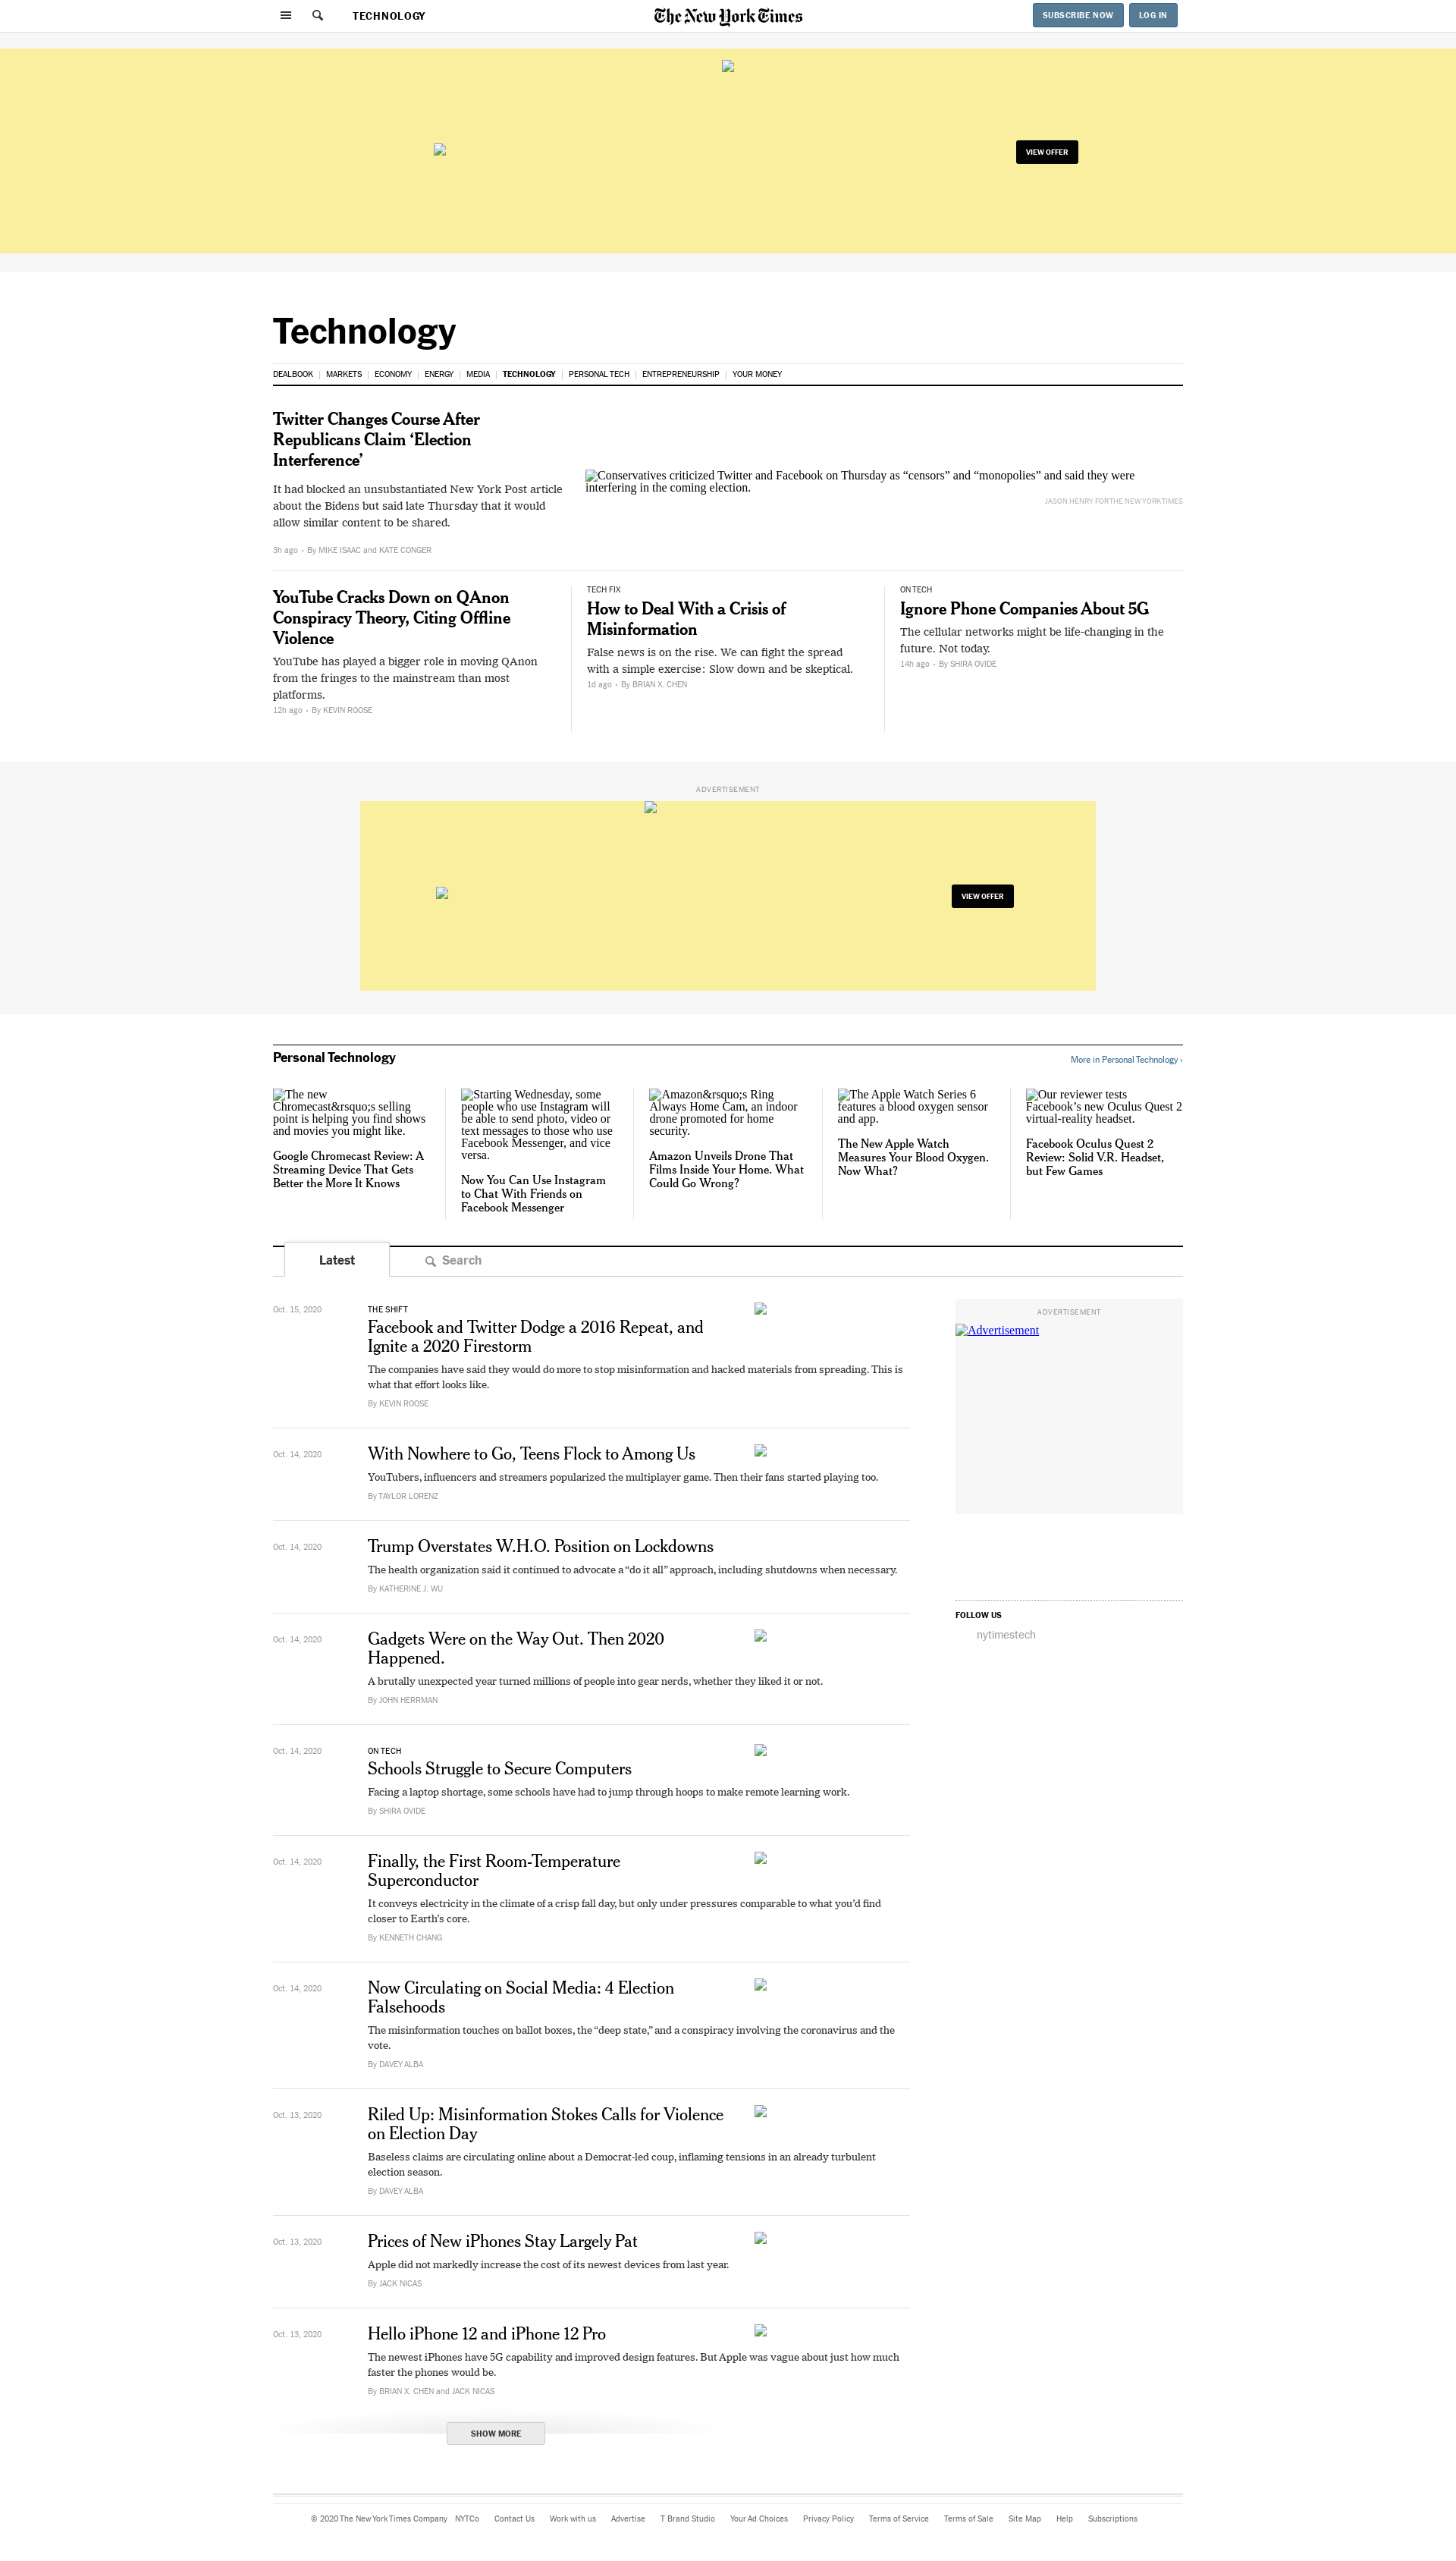 TECHNOLOGY
The New York Times
SUBSCRIBE NOW
LOG IN
VIEW OFFER
Technology
DEALBOOK | MARKETS | ECONOMY | ENERGY | MEDIA | TECHNOLOGY | PERSONAL TECH | ENTREPRENEURSHIP | YOUR MONEY
Twitter Changes Course After
Republicans Claim ‘Election
Interference’
It had blocked an unsubstantiated New York Post article
about the Bidens but said late Thursday that it would
allow similar content to be shared.
3h ago • By MIKE ISAAC and KATE CONGER
Conservatives criticized Twitter and Facebook on Thursday as “censors” and “monopolies” and said they were
interfering in the coming election.
JASON HENRY FOR THE NEW YORK TIMES
YouTube Cracks Down on QAnon
Conspiracy Theory, Citing Offline
Violence
YouTube has played a bigger role in moving QAnon
from the fringes to the mainstream than most
platforms.
12h ago • By KEVIN ROOSE
TECH FIX
How to Deal With a Crisis of
Misinformation
False news is on the rise. We can fight the spread
with a simple exercise: Slow down and be skeptical.
1d ago • By BRIAN X. CHEN
ON TECH
Ignore Phone Companies About 5G
The cellular networks might be life-changing in the
future. Not today.
14h ago • By SHIRA OVIDE
ADVERTISEMENT
VIEW OFFER
Personal Technology
More in Personal Technology ›
The new
Chromecast&rsquo;s selling
point is helping you find shows
and movies you might like.
Google Chromecast Review: A
Streaming Device That Gets
Better the More It Knows
Starting Wednesday, some
people who use Instagram will
be able to send photo, video or
text messages to those who use
Facebook Messenger, and vice
versa.
Now You Can Use Instagram
to Chat With Friends on
Facebook Messenger
Amazon&rsquo;s Ring
Always Home Cam, an indoor
drone promoted for home
security.
Amazon Unveils Drone That
Films Inside Your Home. What
Could Go Wrong?
The Apple Watch Series 6
features a blood oxygen sensor
and app.
The New Apple Watch
Measures Your Blood Oxygen.
Now What?
Our reviewer tests
Facebook’s new Oculus Quest 2
virtual-reality headset.
Facebook Oculus Quest 2
Review: Solid V.R. Headset,
but Few Games
Latest
Search
Oct. 15, 2020
THE SHIFT
Facebook and Twitter Dodge a 2016 Repeat, and
Ignite a 2020 Firestorm
The companies have said they would do more to stop misinformation and hacked materials from spreading. This is
what that effort looks like.
By KEVIN ROOSE
ADVERTISEMENT
Advertisement
Oct. 14, 2020
With Nowhere to Go, Teens Flock to Among Us
YouTubers, influencers and streamers popularized the multiplayer game. Then their fans started playing too.
By TAYLOR LORENZ
Oct. 14, 2020
Trump Overstates W.H.O. Position on Lockdowns
The health organization said it continued to advocate a “do it all” approach, including shutdowns when necessary.
By KATHERINE J. WU
FOLLOW US
nytimestech
Oct. 14, 2020
Gadgets Were on the Way Out. Then 2020
Happened.
A brutally unexpected year turned millions of people into gear nerds, whether they liked it or not.
By JOHN HERRMAN
Oct. 14, 2020
ON TECH
Schools Struggle to Secure Computers
Facing a laptop shortage, some schools have had to jump through hoops to make remote learning work.
By SHIRA OVIDE
Oct. 14, 2020
Finally, the First Room-Temperature
Superconductor
It conveys electricity in the climate of a crisp fall day, but only under pressures comparable to what you’d find
closer to Earth’s core.
By KENNETH CHANG
Oct. 14, 2020
Now Circulating on Social Media: 4 Election
Falsehoods
The misinformation touches on ballot boxes, the “deep state,” and a conspiracy involving the coronavirus and the
vote.
By DAVEY ALBA
Oct. 13, 2020
Riled Up: Misinformation Stokes Calls for Violence
on Election Day
Baseless claims are circulating online about a Democrat-led coup, inflaming tensions in an already turbulent
election season.
By DAVEY ALBA
Oct. 13, 2020
Prices of New iPhones Stay Largely Pat
Apple did not markedly increase the cost of its newest devices from last year.
By JACK NICAS
Oct. 13, 2020
Hello iPhone 12 and iPhone 12 Pro
The newest iPhones have 5G capability and improved design features. But Apple was vague about just how much
faster the phones would be.
By BRIAN X. CHEN and JACK NICAS
SHOW MORE
© 2020 The New York Times Company NYTCo Contact Us Work with us Advertise T Brand Studio Your Ad Choices Privacy Policy Terms of Service Terms of Sale Site Map Help Subscriptions